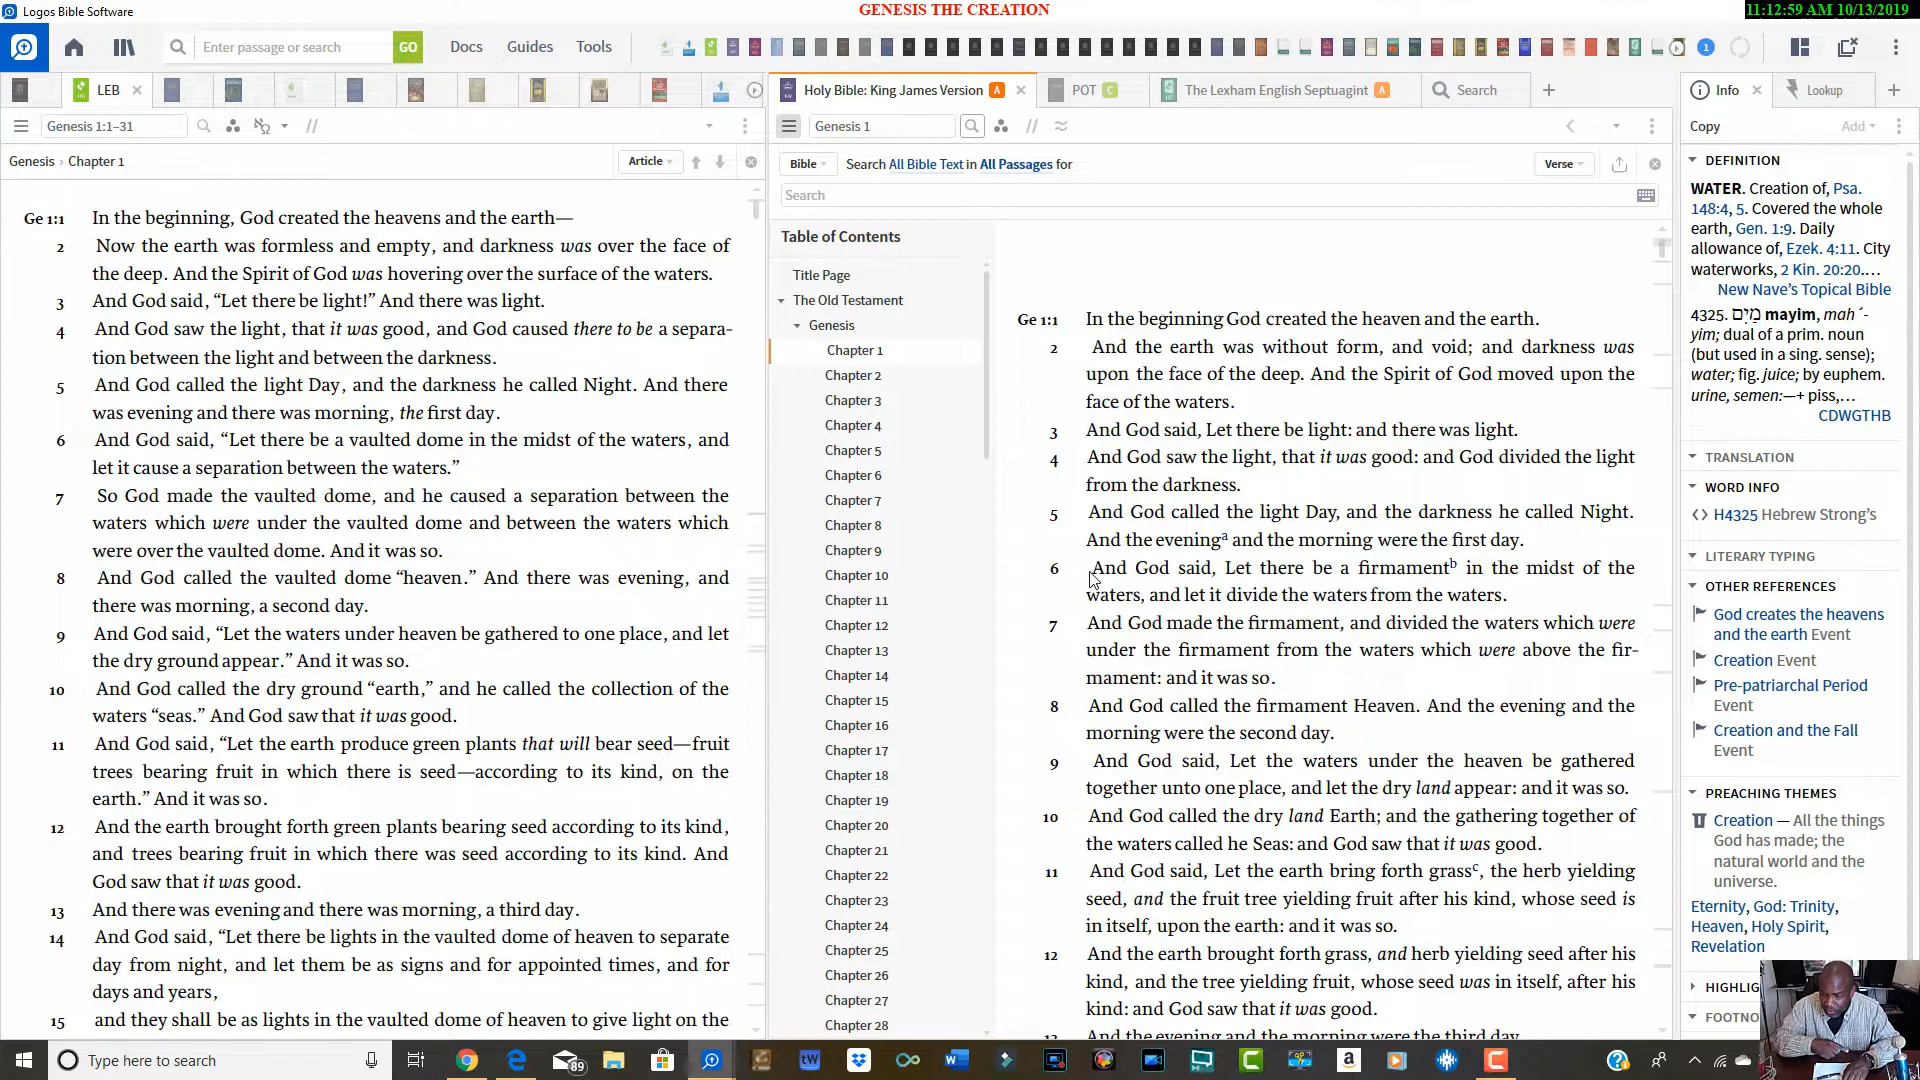 Logos Bible Software
GENESIS THE CREATION
11:12:59 AM 10/13/2019
Enter passage or search
GO
Docs
Guides
Tools
1
LEB
Holy Bible: King James Version A
POT C
The Lexham English Septuagint A
Search
Info
Lookup
Genesis 1:1–31
Genesis 1
Copy
Add
Genesis › Chapter 1
Article
Ge 1:1 In the beginning, God created the heavens and the earth—
2 Now the earth was formless and empty, and darkness was over the face of
the deep. And the Spirit of God was hovering over the surface of the waters.
3 And God said, “Let there be light!” And there was light.
4 And God saw the light, that it was good, and God caused there to be a separa-
tion between the light and between the darkness.
5 And God called the light Day, and the darkness he called Night. And there
was evening and there was morning, the first day.
6 And God said, “Let there be a vaulted dome in the midst of the waters, and
let it cause a separation between the waters.”
7 So God made the vaulted dome, and he caused a separation between the
waters which were under the vaulted dome and between the waters which
were over the vaulted dome. And it was so.
8 And God called the vaulted dome “heaven.” And there was evening, and
there was morning, a second day.
9 And God said, “Let the waters under heaven be gathered to one place, and let
the dry ground appear.” And it was so.
10 And God called the dry ground “earth,” and he called the collection of the
waters “seas.” And God saw that it was good.
11 And God said, “Let the earth produce green plants that will bear seed—fruit
trees bearing fruit in which there is seed—according to its kind, on the
earth.” And it was so.
12 And the earth brought forth green plants bearing seed according to its kind,
and trees bearing fruit in which there was seed according to its kind. And
God saw that it was good.
13 And there was evening and there was morning, a third day.
14 And God said, “Let there be lights in the vaulted dome of heaven to separate
day from night, and let them be as signs and for appointed times, and for
days and years,
15 and they shall be as lights in the vaulted dome of heaven to give light on the
Bible
Search All Bible Text in All Passages for
Verse
Search
Table of Contents
Title Page
The Old Testament
Genesis
Chapter 1
Chapter 2
Chapter 3
Chapter 4
Chapter 5
Chapter 6
Chapter 7
Chapter 8
Chapter 9
Chapter 10
Chapter 11
Chapter 12
Chapter 13
Chapter 14
Chapter 15
Chapter 16
Chapter 17
Chapter 18
Chapter 19
Chapter 20
Chapter 21
Chapter 22
Chapter 23
Chapter 24
Chapter 25
Chapter 26
Chapter 27
Chapter 28
Ge 1:1 In the beginning God created the heaven and the earth.
2 And the earth was without form, and void; and darkness was
upon the face of the deep. And the Spirit of God moved upon the
face of the waters.
3 And God said, Let there be light: and there was light.
4 And God saw the light, that it was good: and God divided the light
from the darkness.
5 And God called the light Day, and the darkness he called Night.
And the evening a and the morning were the first day.
6 And God said, Let there be a firmament b in the midst of the
waters, and let it divide the waters from the waters.
7 And God made the firmament, and divided the waters which were
under the firmament from the waters which were above the fir-
mament: and it was so.
8 And God called the firmament Heaven. And the evening and the
morning were the second day.
9 And God said, Let the waters under the heaven be gathered
together unto one place, and let the dry land appear: and it was so.
10 And God called the dry land Earth; and the gathering together of
the waters called he Seas: and God saw that it was good.
11 And God said, Let the earth bring forth grass c, the herb yielding
seed, and the fruit tree yielding fruit after his kind, whose seed is
in itself, upon the earth: and it was so.
12 And the earth brought forth grass, and herb yielding seed after his
kind, and the tree yielding fruit, whose seed was in itself, after his
kind: and God saw that it was good.
And the evening and the morning were the third day.
DEFINITION
WATER. Creation of, Psa.
148:4, 5. Covered the whole
earth, Gen. 1:9. Daily
allowance of, Ezek. 4:11. City
waterworks, 2 Kin. 20:20.…
New Nave’s Topical Bible
4325. מַיִם mayim, mah´-
yim; dual of a prim. noun
(but used in a sing. sense);
water; fig. juice; by euphem.
urine, semen:—+ piss,…
CDWGTHB
TRANSLATION
WORD INFO
H4325 Hebrew Strong’s
LITERARY TYPING
OTHER REFERENCES
God creates the heavens
and the earth Event
Creation Event
Pre-patriarchal Period
Event
Creation and the Fall
Event
PREACHING THEMES
Creation — All the things
God has made; the
natural world and the
universe.
Eternity, God: Trinity,
Heaven, Holy Spirit,
Revelation
HIGHLIG
FOOTNO
Type here to search
89